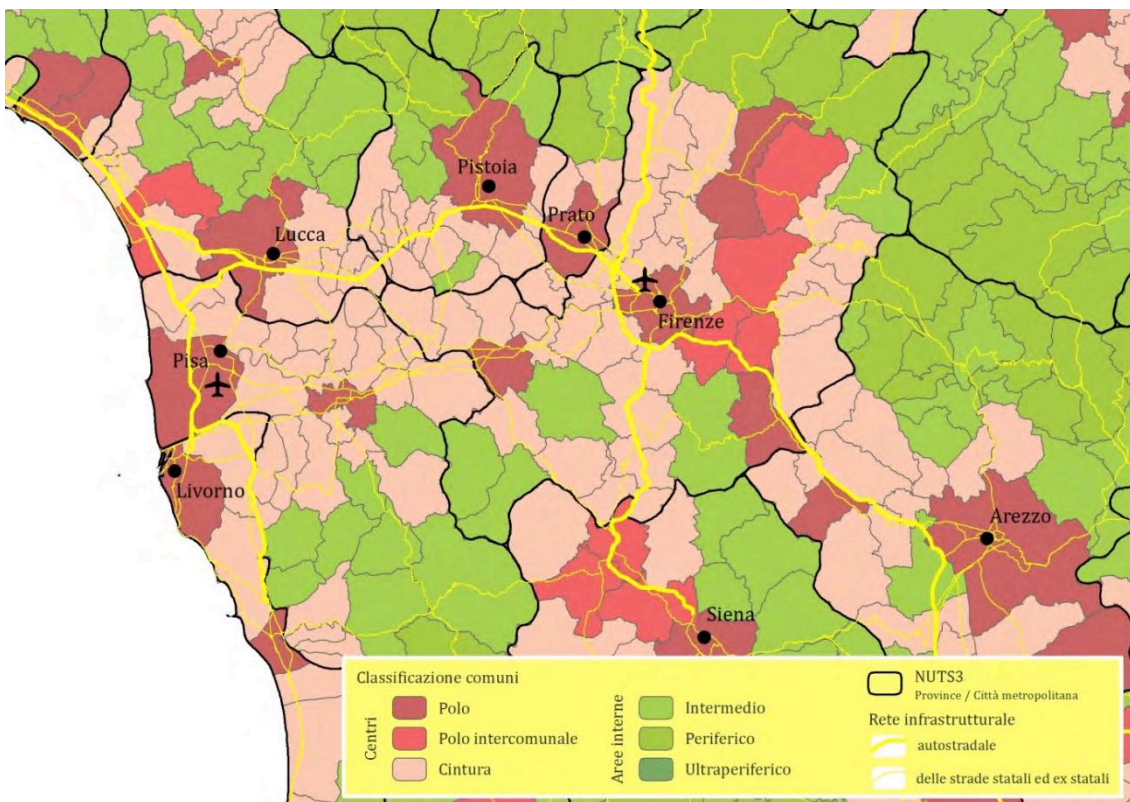 Pistoia
Prato
Lucca
Firenze
Pisa
Livorno
Arezzo
Siena
Classificazione comuni
Centri
Polo
Polo intercomunale
Cintura
Aree interne
Intermedio
Periferico
Ultraperiferico
NUTS3
Province / Città metropolitana
Rete infrastrutturale
autostradale
delle strade statali ed ex statali